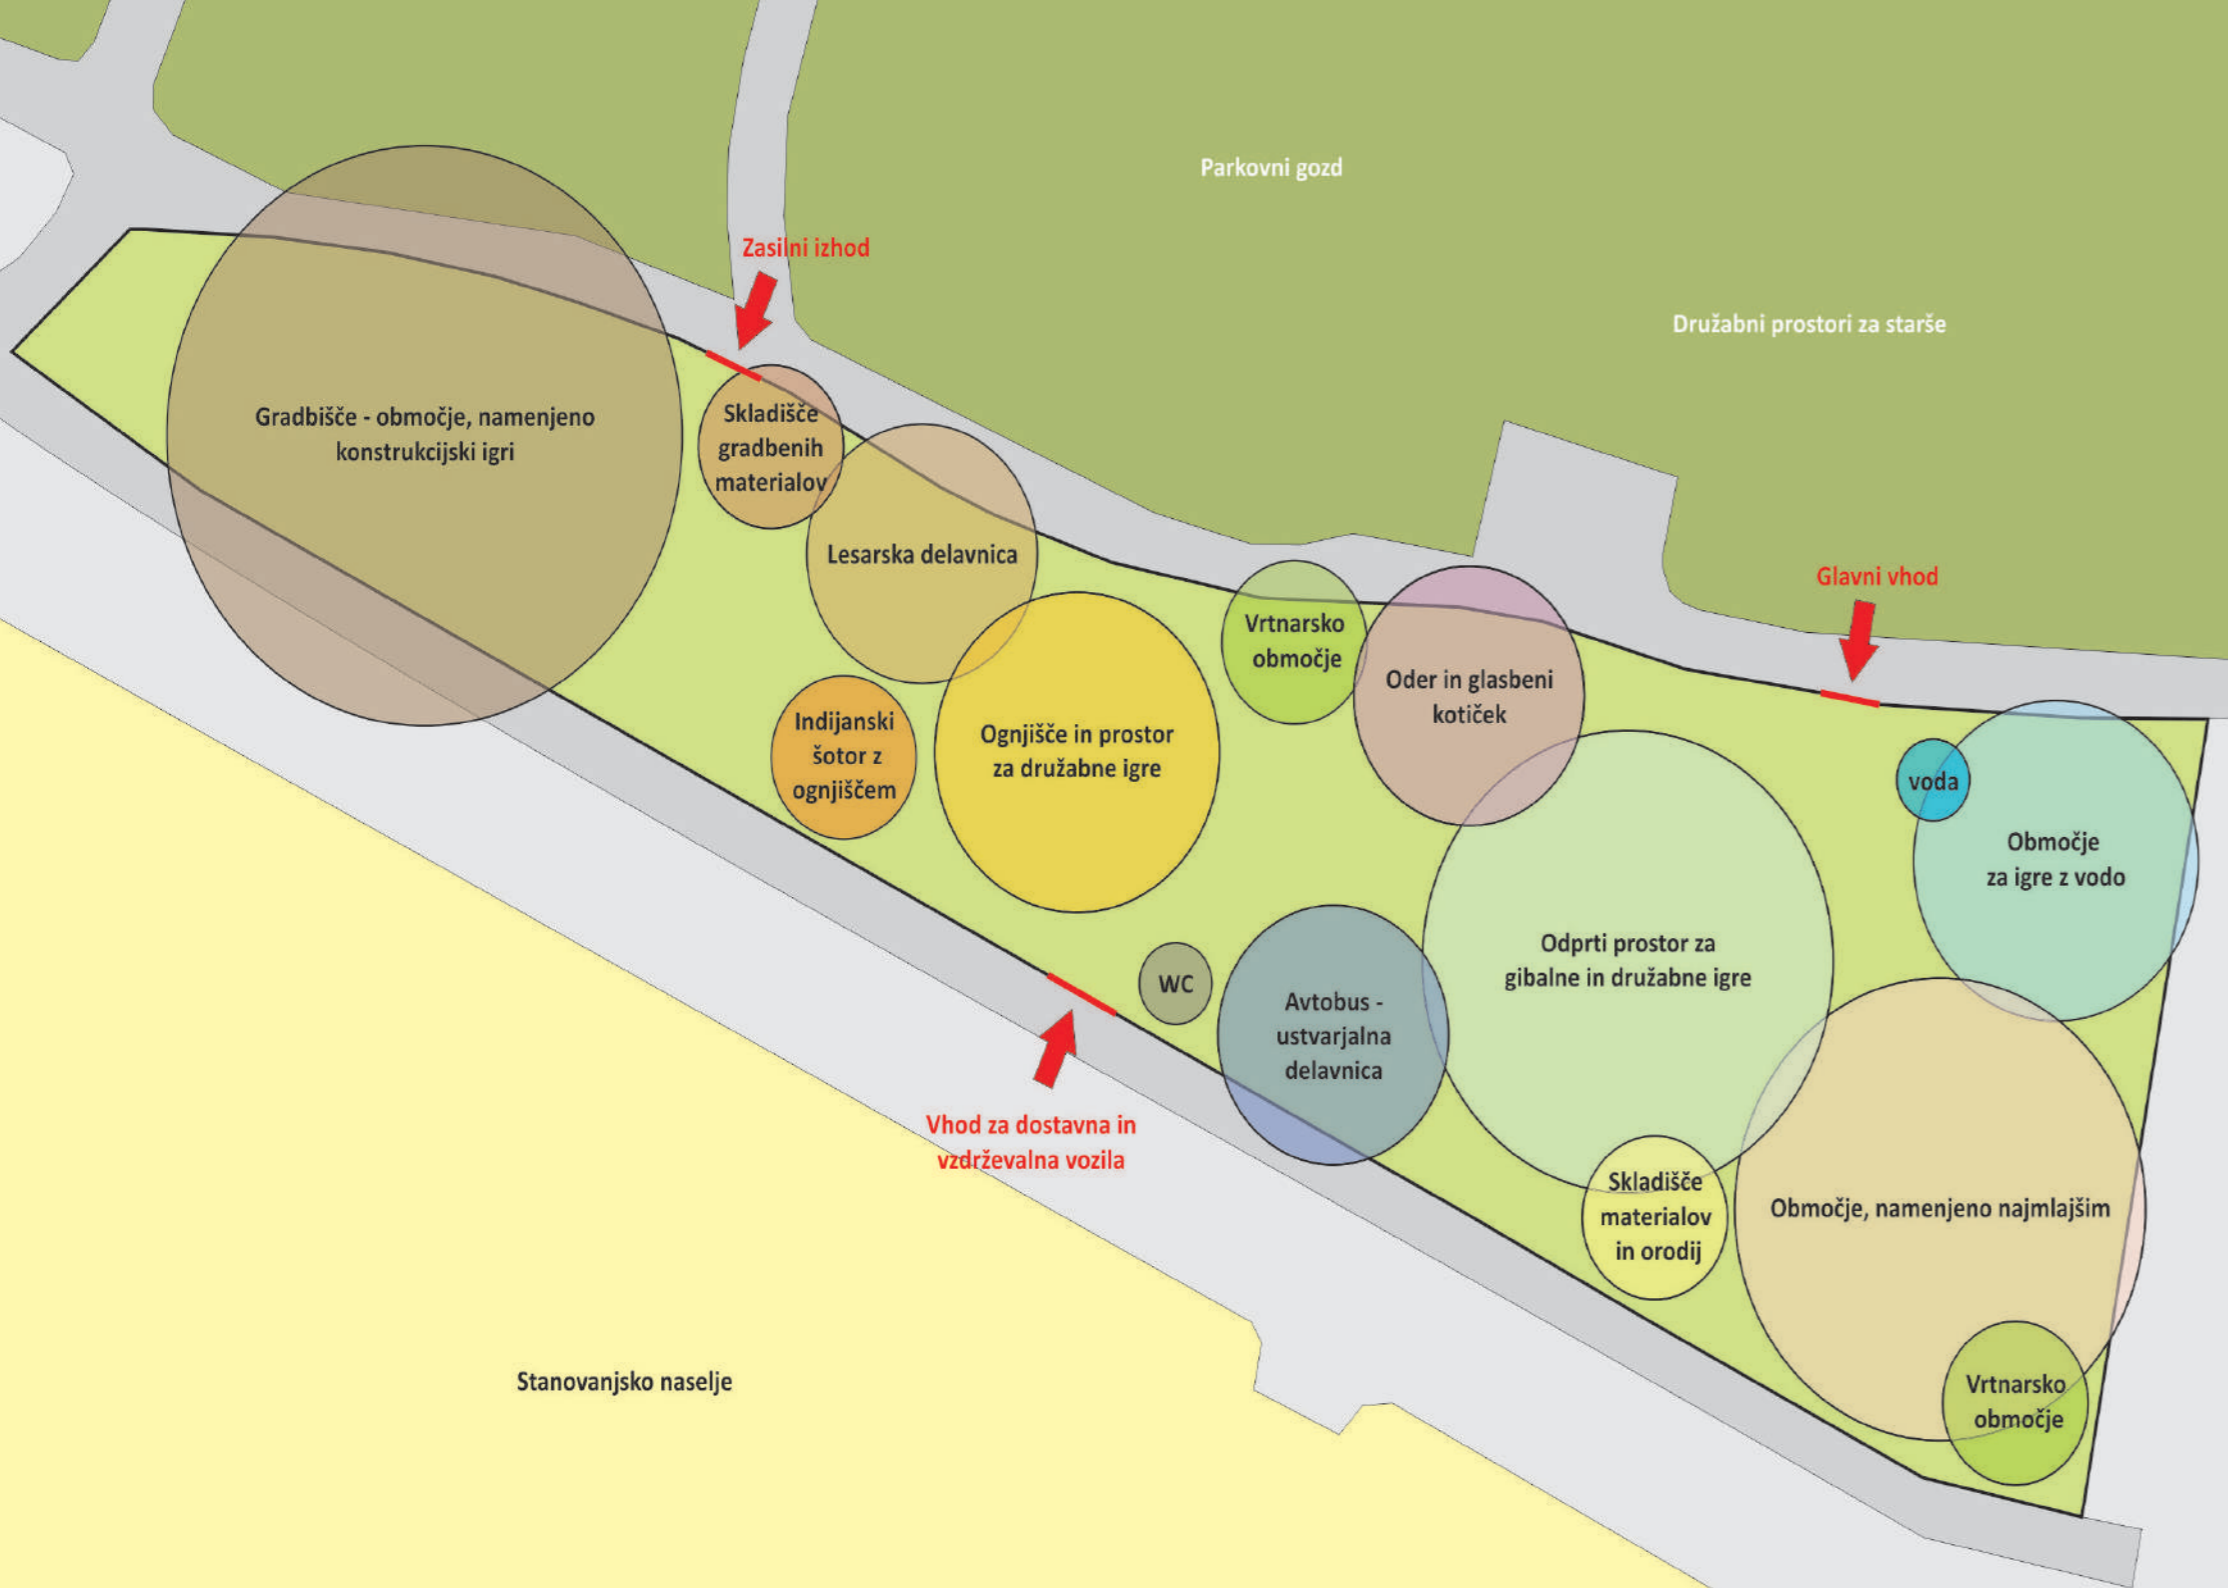 Parkovni gozd
Zasilni izhod
Družabni prostori za starše
Gradbišče - območje, namenjeno
konstrukcijski igri
Skladišče
gradbenih
materialov
Lesarska delavnica
Glavni vhod
Vrtnarsko
območje
Oder in glasbeni
kotiček
Indijanski
šotor z
ognjiščem
Ognjišče in prostor
za družabne igre
voda
Območje
za igre z vodo
Odprti prostor za
gibalne in družabne igre
WC
Avtobus -
ustvarjalna
delavnica
Vhod za dostavna in
vzdrževalna vozila
Skladišče
materialov
in orodij
Območje, namenjeno najmlajšim
Stanovanjsko naselje
Vrtnarsko
območje